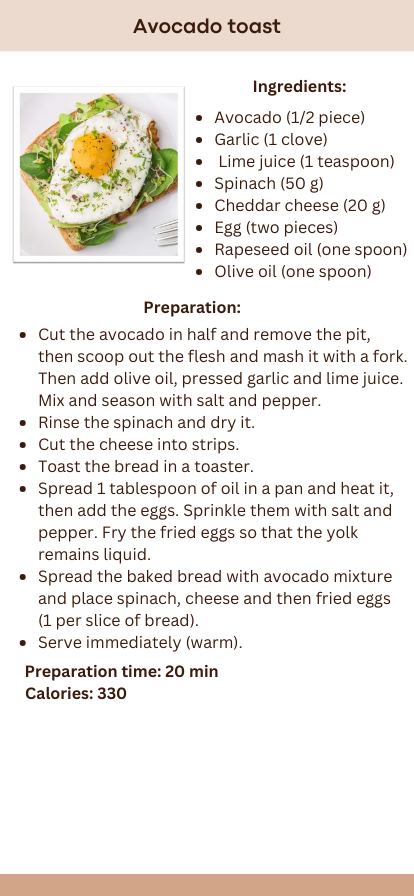 Avocado toast
Ingredients:
• Avocado (1/2 piece)
• Garlic (1 clove)
• Lime juice (1 teaspoon)
• Spinach (50 g)
• Cheddar cheese (20 g)
• Egg (two pieces)
• Rapeseed oil (one spoon)
• Olive oil (one spoon)
Preparation:
• Cut the avocado in half and remove the pit,
then scoop out the flesh and mash it with a fork.
Then add olive oil, pressed garlic and lime juice.
Mix and season with salt and pepper.
• Rinse the spinach and dry it.
• Cut the cheese into strips.
• Toast the bread in a toaster.
• Spread 1 tablespoon of oil in a pan and heat it,
then add the eggs. Sprinkle them with salt and
pepper. Fry the fried eggs so that the yolk
remains liquid.
• Spread the baked bread with avocado mixture
and place spinach, cheese and then fried eggs
(1 per slice of bread).
• Serve immediately (warm).
Preparation time: 20 min
Calories: 330